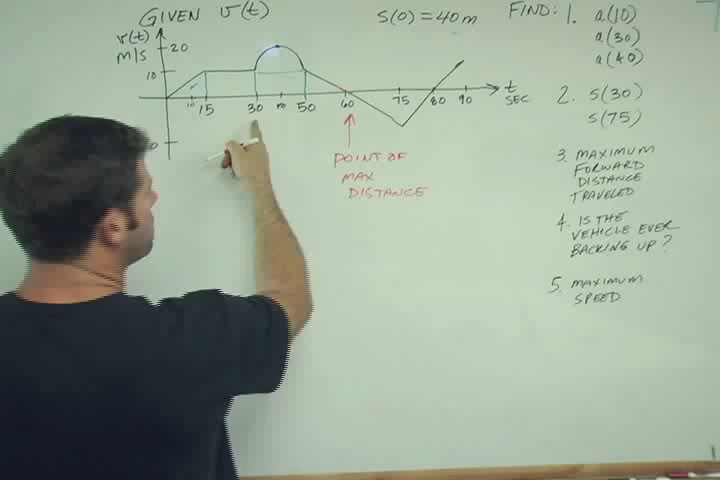 GIVEN v(t)
s(0) = 40 m
FIND:
1. a(10)
a(30)
a(40)
2. s(30)
s(75)
3. MAXIMUM
FORWARD
DISTANCE
TRAVELED
4. IS THE
VEHICLE EVER
BACKING UP?
5. MAXIMUM
SPEED
v(t)
m/s
20
10
10 15 30 40 50 60 75 80 90
t
SEC
POINT OF
MAX
DISTANCE